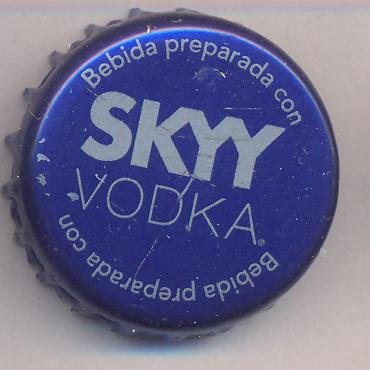 Bebida preparada con
SKYY
VODKA®
Bebida preparada con